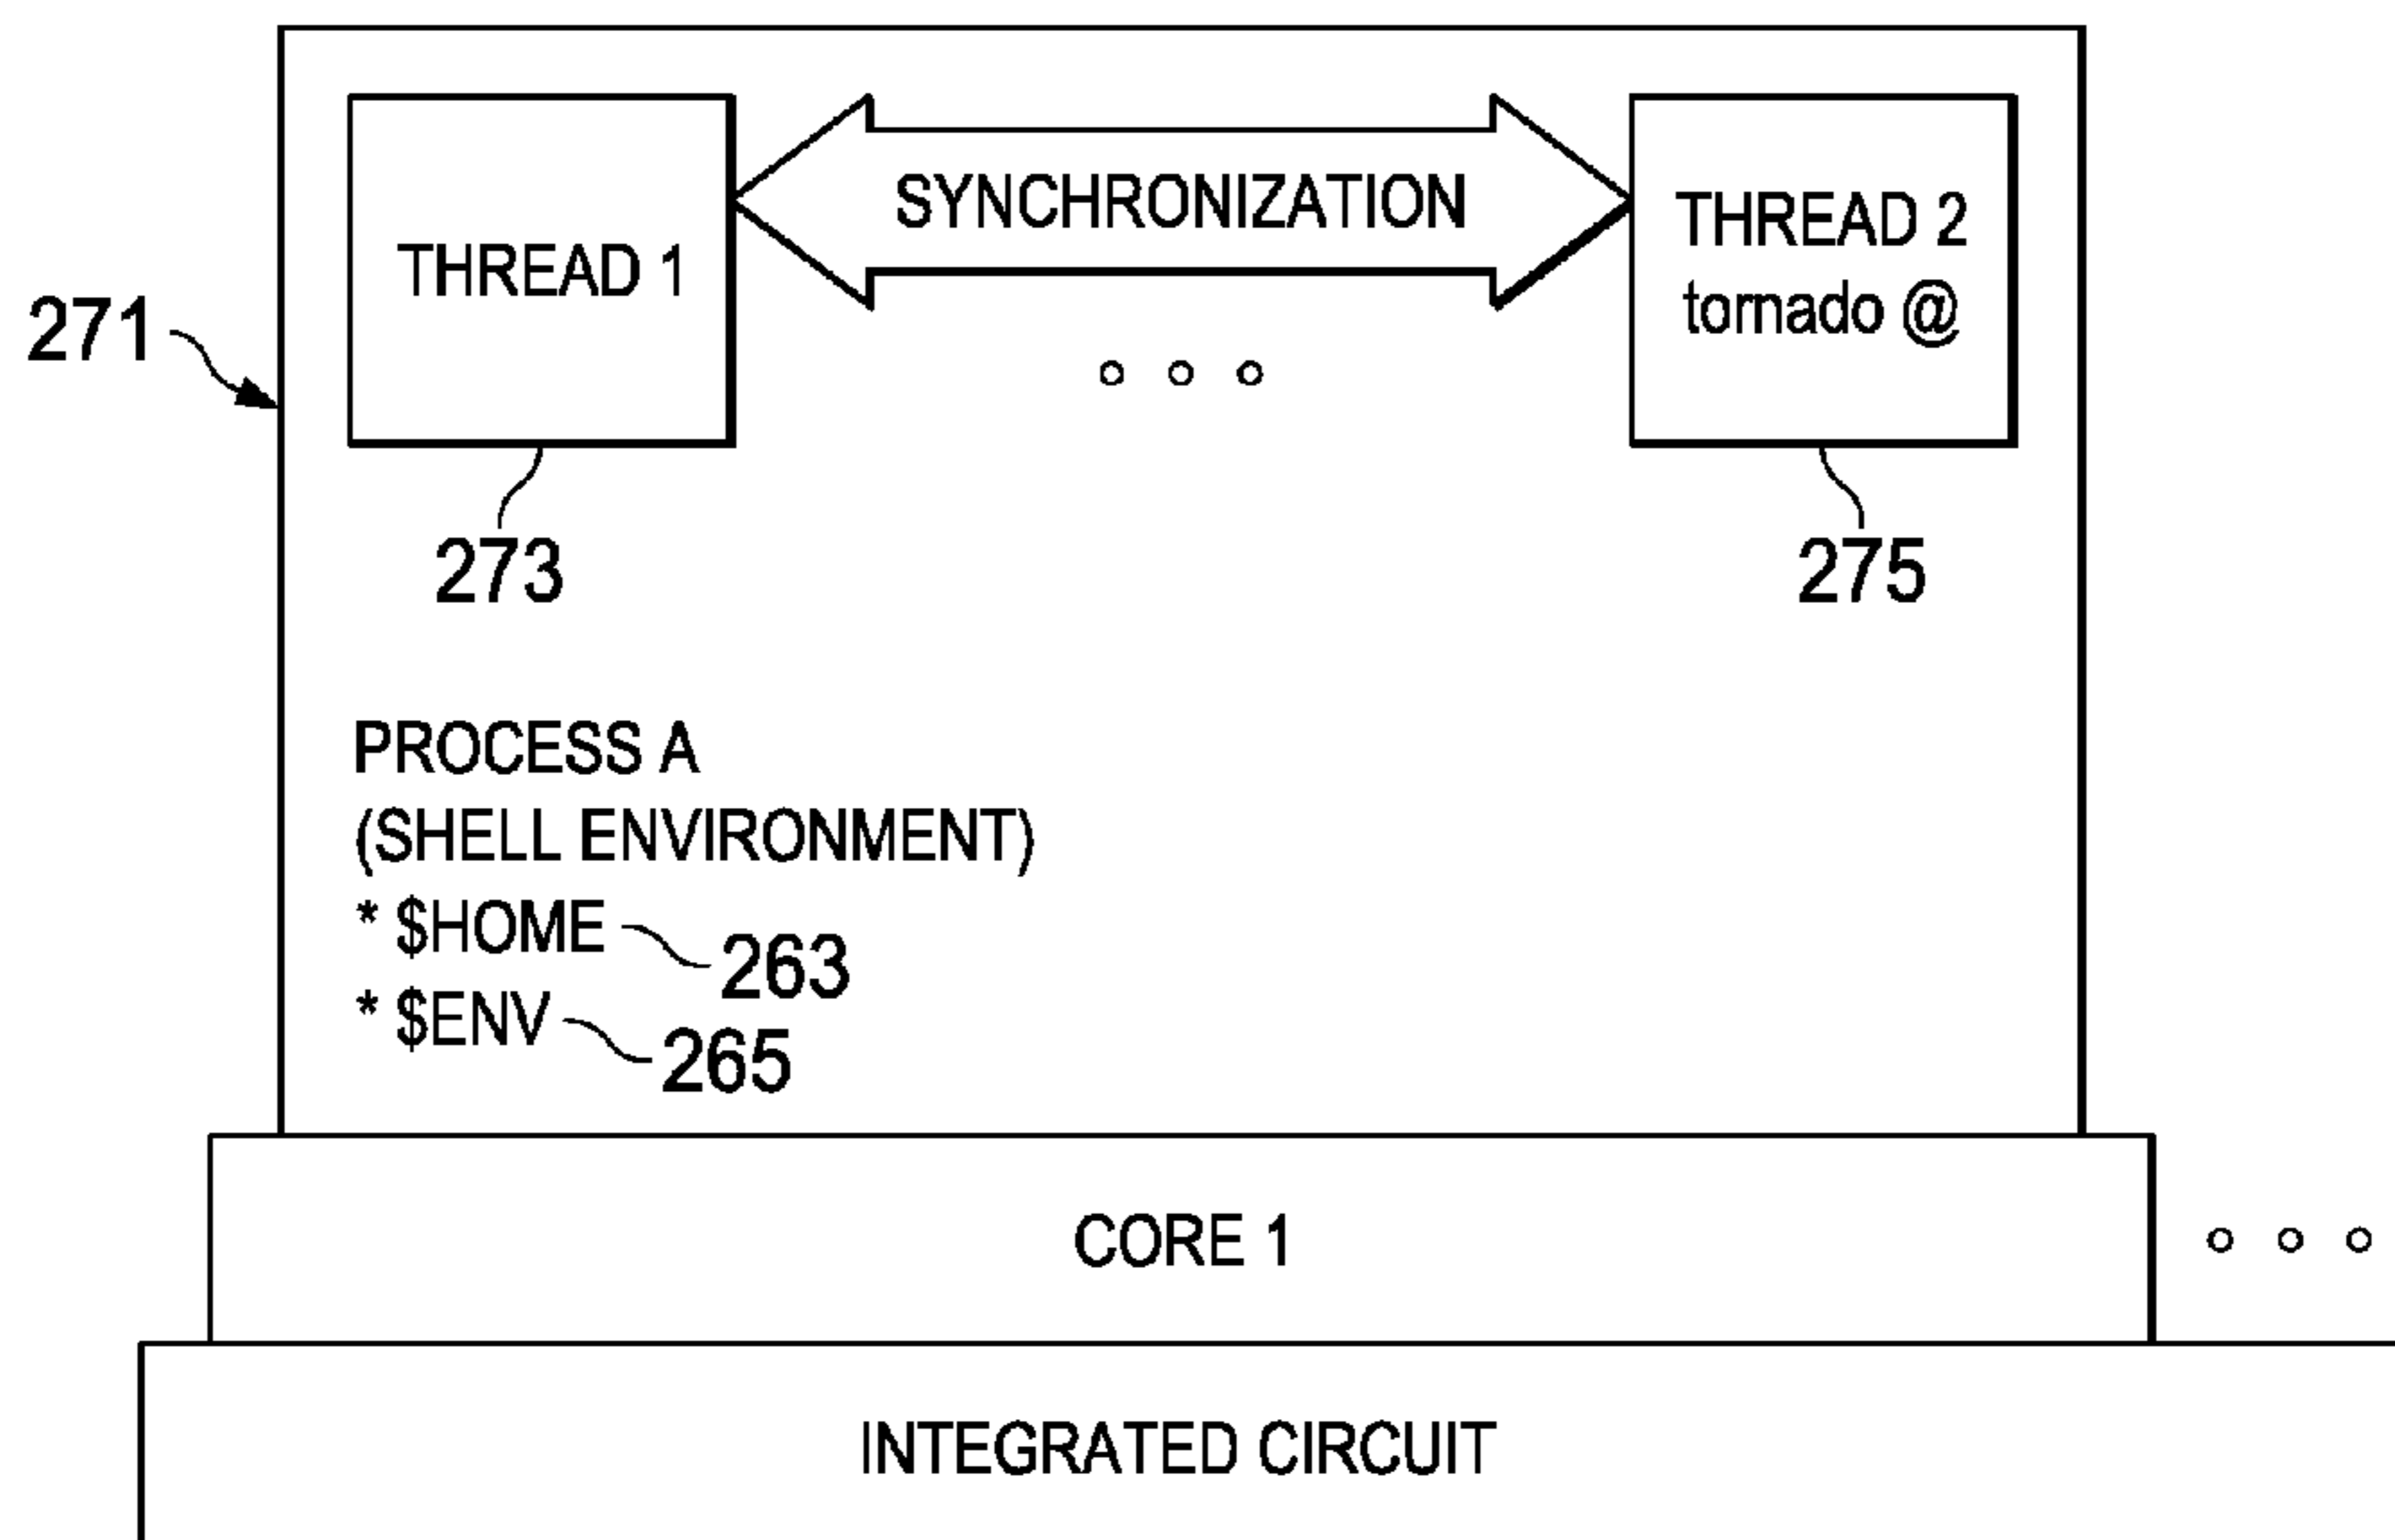 THREAD 1
SYNCHRONIZATION
THREAD 2
tornado @
271
273
275
PROCESS A
(SHELL ENVIRONMENT)
* $HOME 263
* $ENV 265
CORE 1
INTEGRATED CIRCUIT